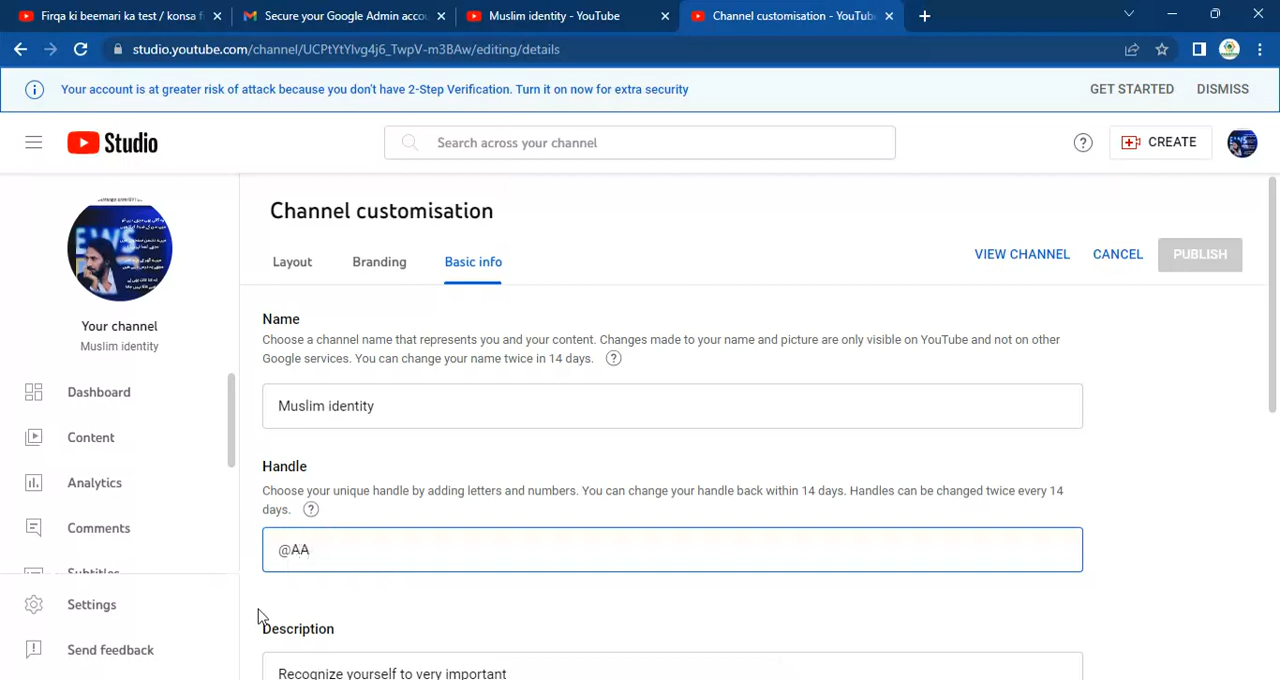 Firqa ki beemari ka test / konsa f
Secure your Google Admin acco
Muslim identity - YouTube
Channel customisation - YouTub
studio.youtube.com/channel/UCPtYtYlvg4j6_TwpV-m3BAw/editing/details
Your account is at greater risk of attack because you don't have 2-Step Verification. Turn it on now for extra security
GET STARTED
DISMISS
Studio
Search across your channel
CREATE
Channel customisation
Layout
Branding
Basic info
VIEW CHANNEL
CANCEL
PUBLISH
Your channel
Muslim identity
Dashboard
Content
Analytics
Comments
Subtitles
Settings
Send feedback
Name
Choose a channel name that represents you and your content. Changes made to your name and picture are only visible on YouTube and not on other
Google services. You can change your name twice in 14 days.
Muslim identity
Handle
Choose your unique handle by adding letters and numbers. You can change your handle back within 14 days. Handles can be changed twice every 14
days.
@AA
Description
Recognize yourself to very important